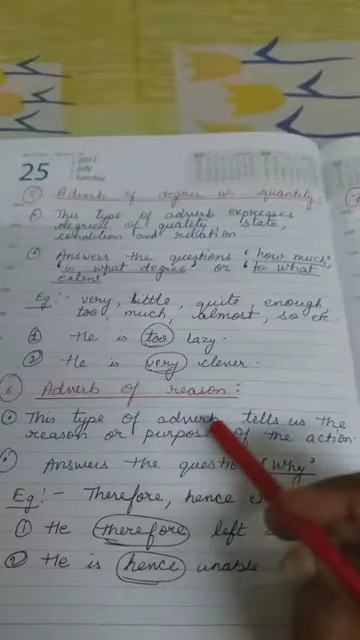 25
2017
July
Tuesday
5 Adverb of degree or quantity:
This type of adverb expresses
degrees of quality, state,
condition and relation
Answers the questions 'how much'
'in what degree' or 'to what
extent'
Eg:- very, little, quite, enough
too, much, almost, so etc.
① He is too lazy.
② He is very clever.
6 Adverb of reason:
This type of adverb tells us the
reason or purpose of the action.
Answers the question 'Why'
Eg!- Therefore, hence
① He therefore left
② He is hence unable